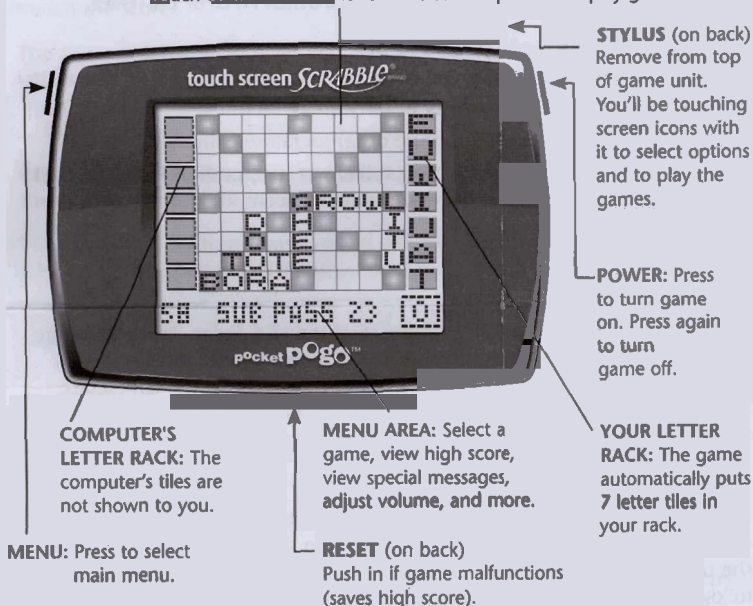 STYLUS (on back)
Remove from top
of game unit.
You'll be touching
screen icons with
it to select options
and to play the
games.
touch screen SCRABBLE
BRAND
E
U
W
I
U
A
T
GROWL
D H I
O E T
TOTE U
BORA
58 SUB PASS 23 [0]
pocket pogo™
POWER: Press
to turn game
on. Press again
to turn
game off.
COMPUTER'S
LETTER RACK: The
computer's tiles are
not shown to you.
MENU AREA: Select a
game, view high score,
view special messages,
adjust volume, and more.
YOUR LETTER
RACK: The game
automatically puts
7 letter tiles in
your rack.
MENU: Press to select
main menu.
RESET (on back)
Push in if game malfunctions
(saves high score).